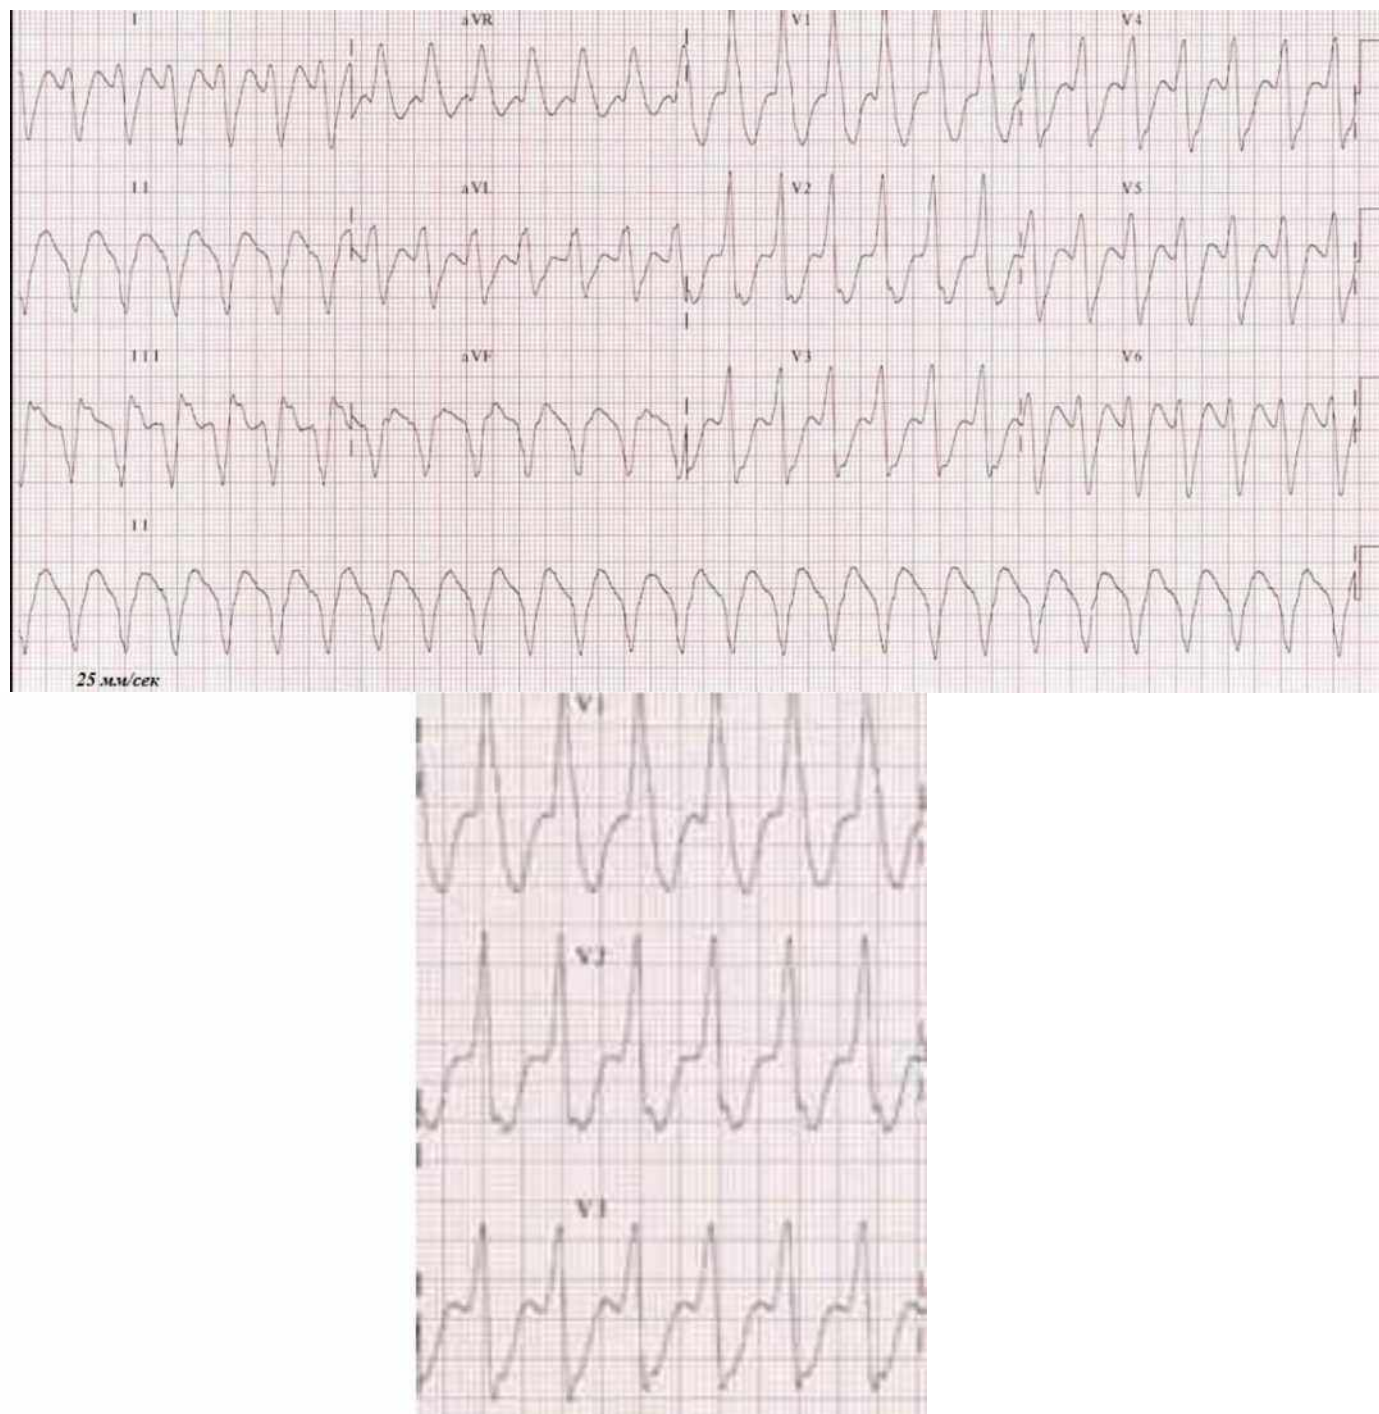 I aVR V1 V4
II aVL V2 V5
III aVF V3 V6
II
25 мм/сек
V1
V2
V3